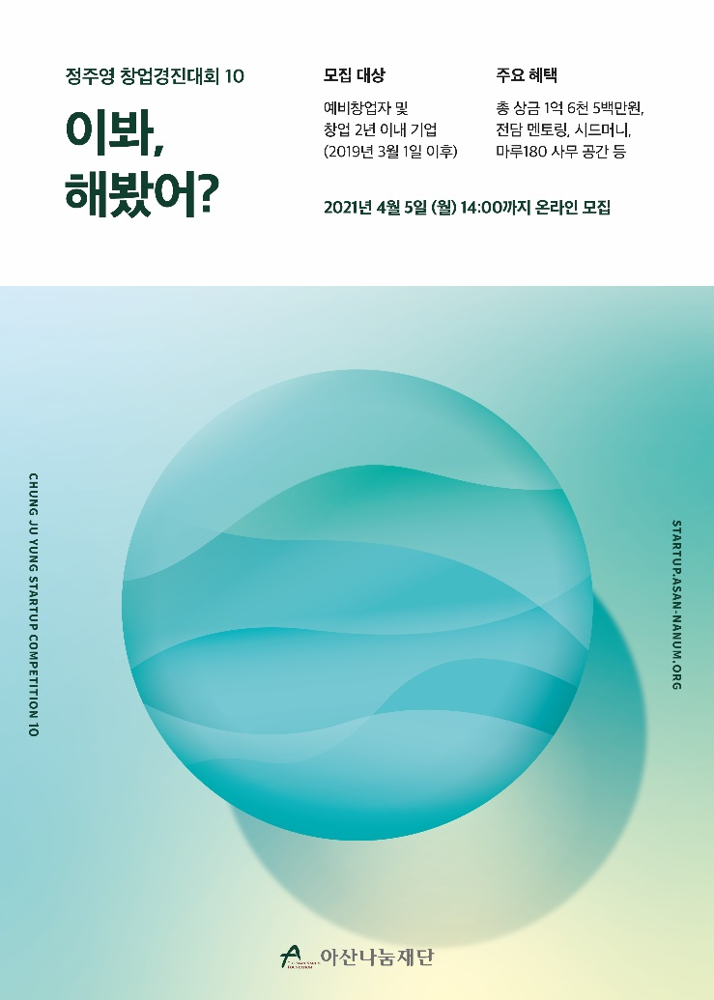 정주영 창업경진대회 10
이봐,
해봤어?
모집 대상
예비창업자 및
창업 2년 이내 기업
(2019년 3월 1일 이후)
주요 혜택
총 상금 1억 6천 5백만원,
전담 멘토링, 시드머니,
마루180 사무 공간 등
2021년 4월 5일 (월) 14:00까지 온라인 모집
CHUNG JU YUNG STARTUP COMPETITION 10
STARTUP.ASAN-NANUM.ORG
THE ASAN NANUM
FOUNDATION
아산나눔재단